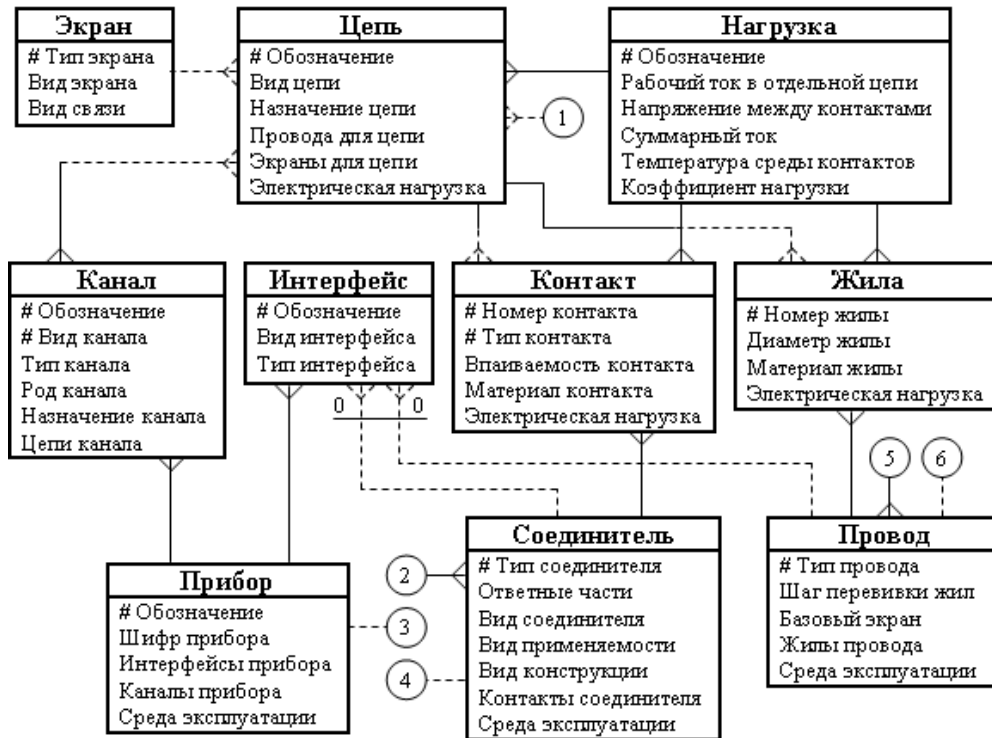 Экран
# Тип экрана
Вид экрана
Вид связи
Цепь
# Обозначение
Вид цепи
Назначение цепи
Провода для цепи
Экраны для цепи
Электрическая нагрузка
Нагрузка
# Обозначение
Рабочий ток в отдельной цепи
Напряжение между контактами
Суммарный ток
Температура среды контактов
Коэффициент нагрузки
1
Канал
# Обозначение
# Вид канала
Тип канала
Род канала
Назначение канала
Цепи канала
Интерфейс
# Обозначение
Вид интерфейса
Тип интерфейса
0
0
Контакт
# Номер контакта
# Тип контакта
Впаиваемость контакта
Материал контакта
Электрическая нагрузка
Жила
# Номер жилы
Диаметр жилы
Материал жилы
Электрическая нагрузка
5
6
Прибор
# Обозначение
Шифр прибора
Интерфейсы прибора
Каналы прибора
Среда эксплуатации
2
3
4
Соединитель
# Тип соединителя
Ответные части
Вид соединителя
Вид применяемости
Вид конструкции
Контакты соединителя
Среда эксплуатации
Провод
# Тип провода
Шаг перевивки жил
Базовый экран
Жилы провода
Среда эксплуатации